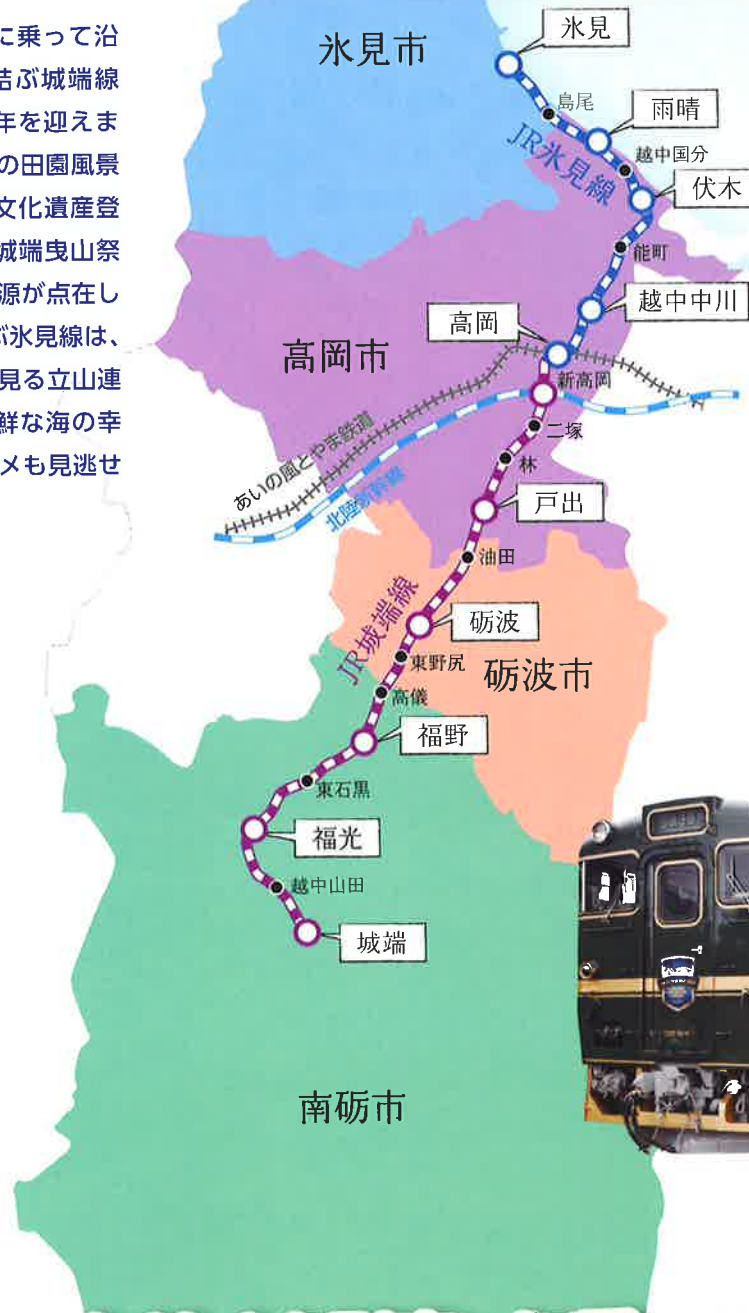 に乗って沿
結ぶ城端線
年を迎えま
の田園風景
文化遺産登
城端曳山祭
源が点在し
ぶ氷見線は、
見る立山連
鮮な海の幸
メも見逃せ
氷見市
氷見
島尾
雨晴
JR氷見線
越中国分
伏木
能町
越中中川
高岡
高岡市
新高岡
あいの風とやま鉄道
北陸新幹線
二塚
林
戸出
油田
JR城端線
砺波
東野尻
砺波市
高儀
福野
東石黒
福光
越中山田
城端
南砺市